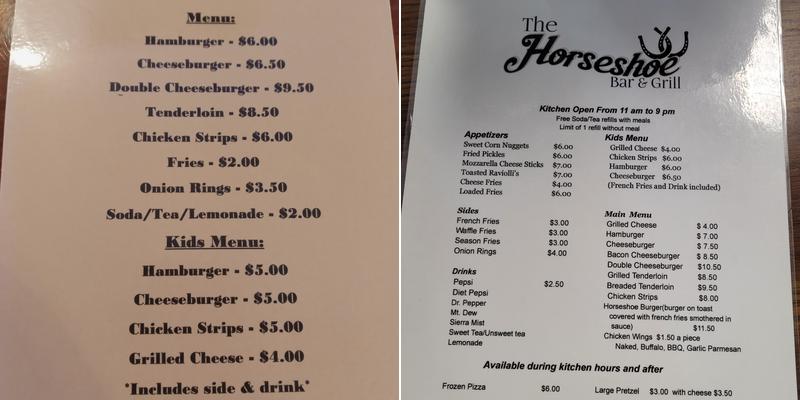 Menu:
Hamburger - $6.00
Cheeseburger - $6.50
Double Cheeseburger - $9.50
Tenderloin - $8.50
Chicken Strips - $6.00
Fries - $2.00
Onion Rings - $3.50
Soda/Tea/Lemonade - $2.00
Kids Menu:
Hamburger - $5.00
Cheeseburger - $5.00
Chicken Strips - $5.00
Grilled Cheese - $4.00
*Includes side & drink*
The
Horseshoe
Bar & Grill
Kitchen Open From 11 am to 9 pm
Free Soda/Tea refills with meals
Limit of 1 refill without meal
Appetizers
Sweet Corn Nuggets $6.00
Fried Pickles $6.00
Mozzarella Cheese Sticks $7.00
Toasted Raviolli's $7.00
Cheese Fries $4.00
Loaded Fries $6.00
Kids Menu
Grilled Cheese $4.00
Chicken Strips $6.00
Hamburger $6.00
Cheeseburger $6.50
(French Fries and Drink included)
Sides
French Fries $3.00
Waffle Fries $3.00
Season Fries $3.00
Onion Rings $4.00
Drinks
Pepsi $2.50
Diet Pepsi
Dr. Pepper
Mt. Dew
Sierra Mist
Sweet Tea/Unsweet tea
Lemonade
Main Menu
Grilled Cheese $ 4.00
Hamburger $ 7.00
Cheeseburger $ 7.50
Bacon Cheeseburger $ 8.50
Double Cheeseburger $10.50
Grilled Tenderloin $ 8.50
Breaded Tenderloin $9.50
Chicken Strips $8.00
Horseshoe Burger(burger on toast
covered with french fries smothered in
sauce) $11.50
Chicken Wings $1.50 a piece
Naked, Buffalo, BBQ, Garlic Parmesan
Available during kitchen hours and after
Frozen Pizza $6.00 Large Pretzel $3.00 with cheese $3.50